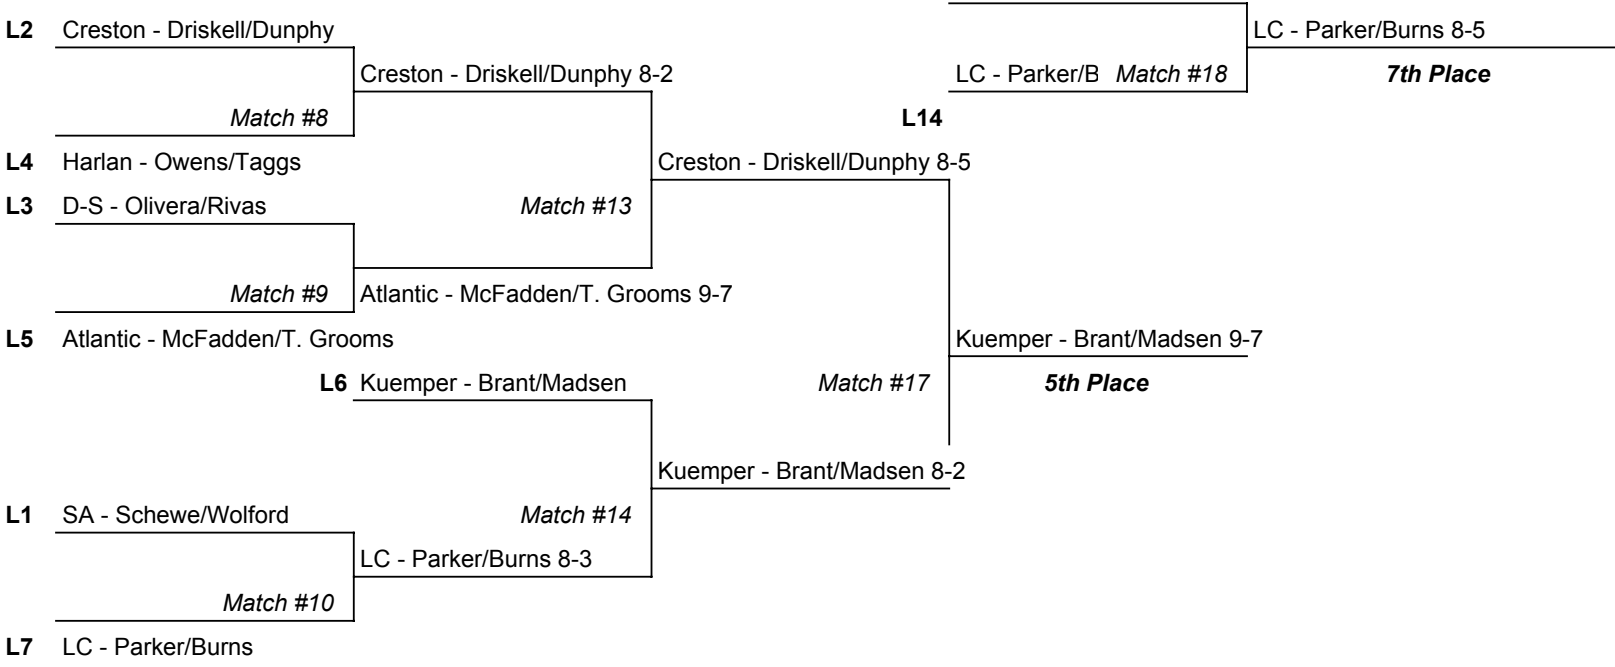 L2 Creston - Driskell/Dunphy
LC - Parker/Burns 8-5
Creston - Driskell/Dunphy 8-2
LC - Parker/B Match #18
7th Place
Match #8
L14
L4 Harlan - Owens/Taggs
Creston - Driskell/Dunphy 8-5
L3 D-S - Olivera/Rivas
Match #13
Match #9
Atlantic - McFadden/T. Grooms 9-7
L5 Atlantic - McFadden/T. Grooms
Kuemper - Brant/Madsen 9-7
L6 Kuemper - Brant/Madsen
Match #17
5th Place
Kuemper - Brant/Madsen 8-2
L1 SA - Schewe/Wolford
Match #14
LC - Parker/Burns 8-3
Match #10
L7 LC - Parker/Burns